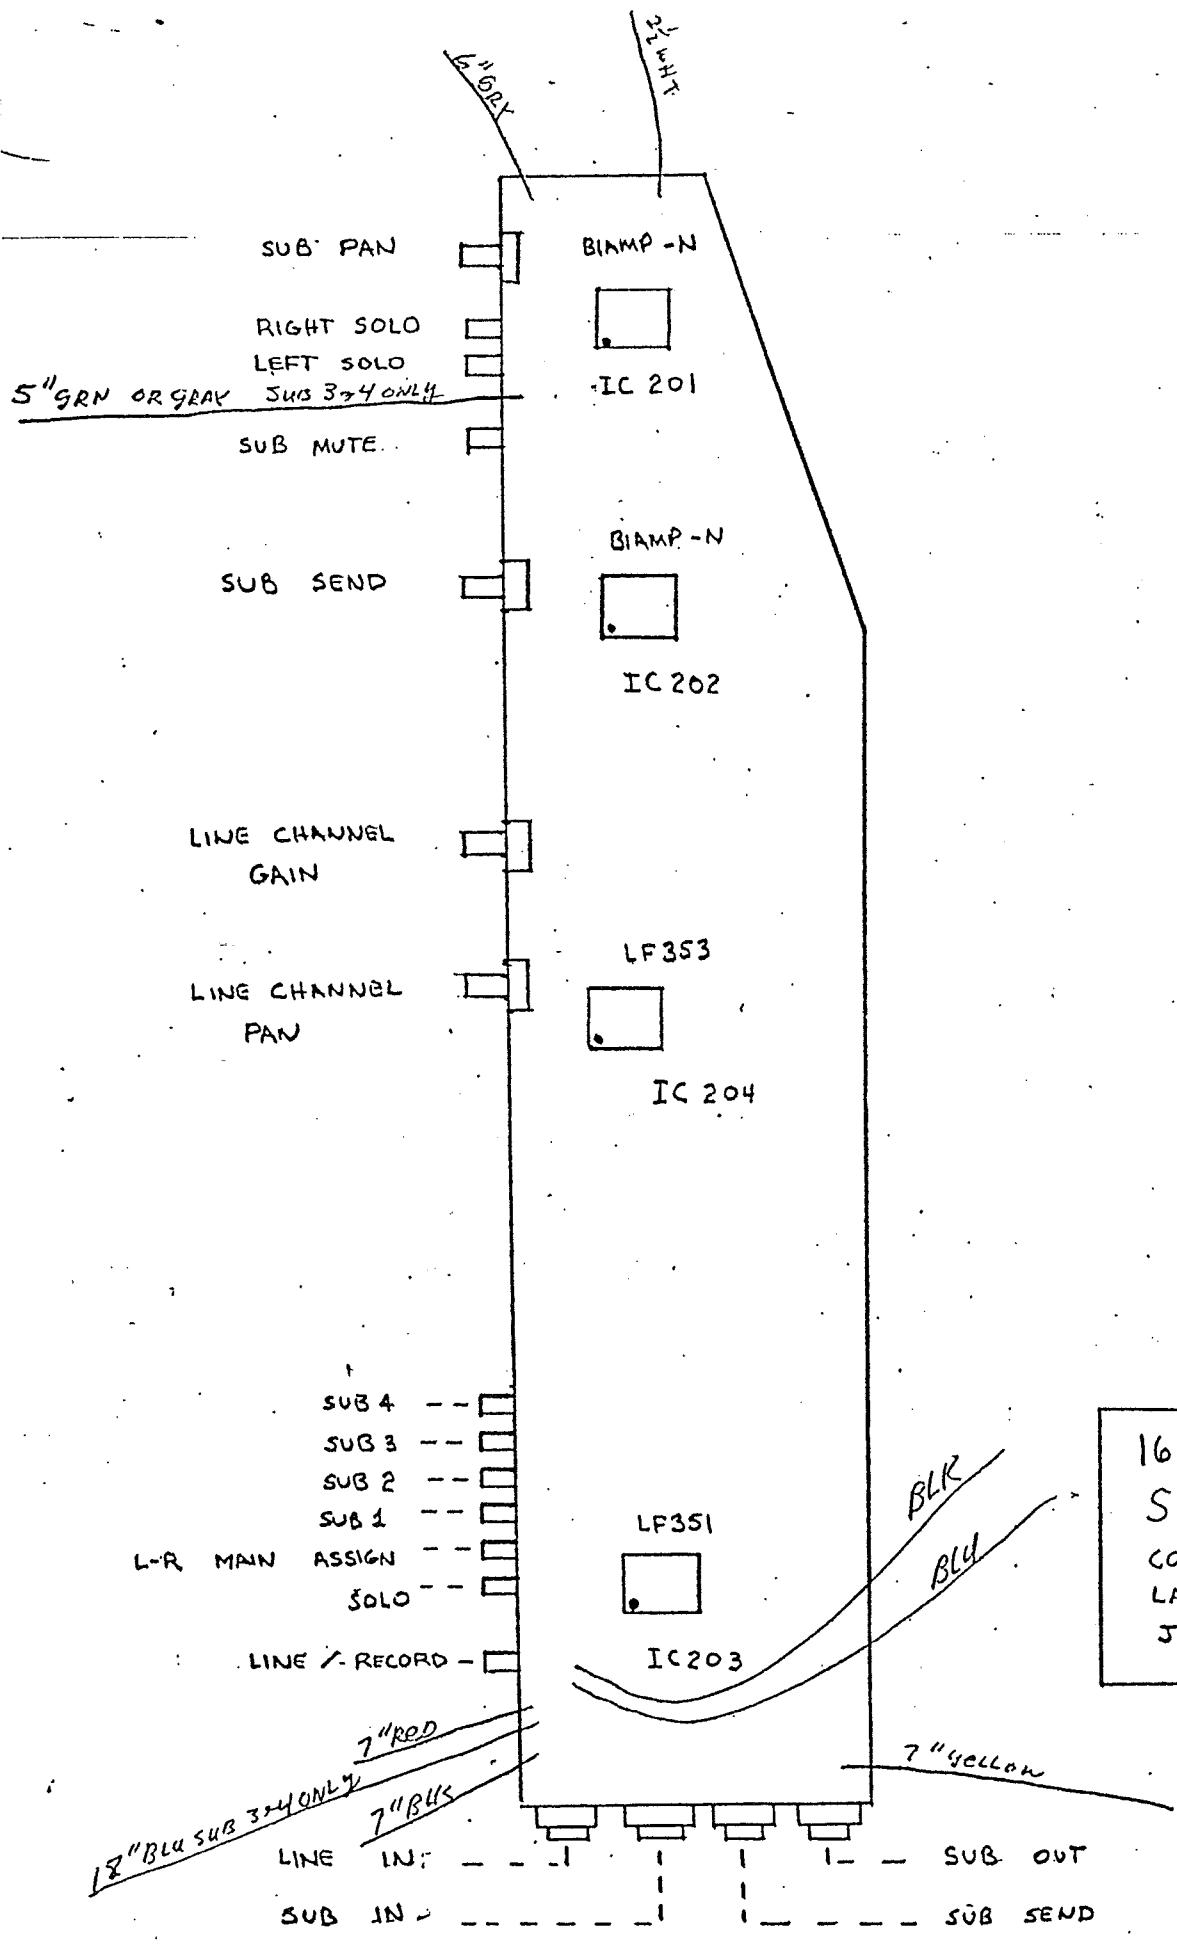 6" GRY
2½ WHT
SUB PAN
BIAMP-N
RIGHT SOLO
LEFT SOLO
IC 201
5" GRN OR GRAY SUB 3→4 ONLY
SUB MUTE
BIAMP-N
SUB SEND
IC 202
LINE CHANNEL
GAIN
LF353
LINE CHANNEL
PAN
IC 204
SUB 4
SUB 3
SUB 2
SUB 1
L-R MAIN ASSIGN
SOLO
LINE / RECORD
LF351
IC203
BLK
BLU
16
S
CO
LA
J
7" RED
18" BLU SUB 3→4 ONLY
7" YELLOW
LINE IN
SUB IN
SUB OUT
SUB SEND